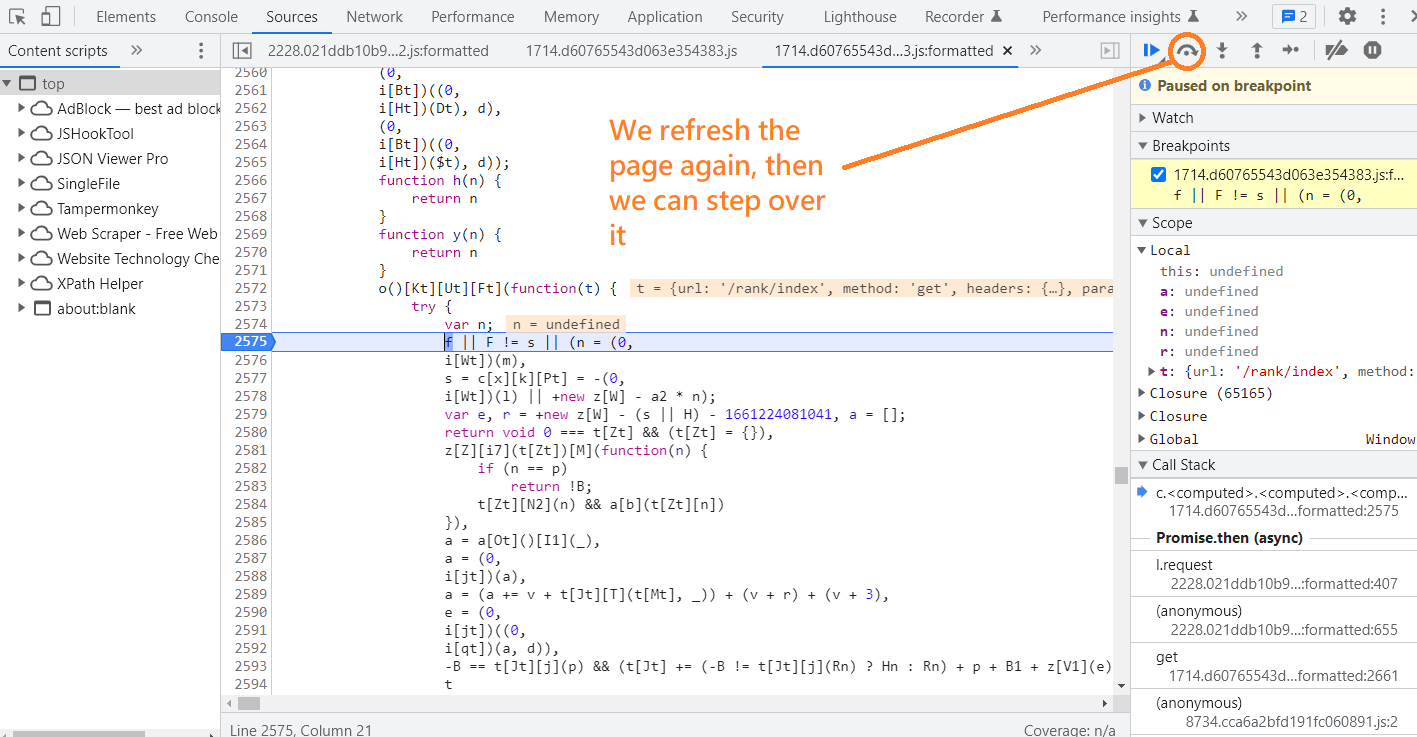 Elements Console Sources Network Performance Memory Application Security Lighthouse Recorder Performance insights » 2
Content scripts »
2228.021ddb10b9...2.js:formatted 1714.d60765543d063e354383.js 1714.d60765543d...3.js:formatted × »
top
AdBlock — best ad block
JSHookTool
JSON Viewer Pro
SingleFile
Tampermonkey
Web Scraper - Free Web
Website Technology Che
XPath Helper
about:blank
2560 (0,
2561 i[Bt])((0,
2562 i[Ht])(Dt), d),
2563 (0,
2564 i[Bt])((0,
2565 i[Ht])($t), d));
2566 function h(n) {
2567 return n
2568 }
2569 function y(n) {
2570 return n
2571 }
2572 o()[Kt][Ut][Ft](function(t) { t = {url: '/rank/index', method: 'get', headers: {…}, para
2573 try {
2574 var n; n = undefined
2575 f || F != s || (n = (0,
2576 i[Wt])(m),
2577 s = c[x][k][Pt] = -(0,
2578 i[Wt])(l) || +new z[W] - a2 * n);
2579 var e, r = +new z[W] - (s || H) - 1661224081041, a = [];
2580 return void 0 === t[Zt] && (t[Zt] = {}),
2581 z[Z][i7](t[Zt])[M](function(n) {
2582 if (n == p)
2583 return !B;
2584 t[Zt][N2](n) && a[b](t[Zt][n])
2585 }),
2586 a = a[Ot]()[I1](_),
2587 a = (0,
2588 i[jt])(a),
2589 a = (a += v + t[Jt][T](t[Mt], _)) + (v + r) + (v + 3),
2590 e = (0,
2591 i[jt])((0,
2592 i[qt])(a, d)),
2593 -B == t[Jt][j](p) && (t[Jt] += (-B != t[Jt][j](Rn) ? Hn : Rn) + p + B1 + z[V1](e)
2594 t
We refresh the
page again, then
we can step over
it
Line 2575, Column 21 Coverage: n/a
Paused on breakpoint
Watch
Breakpoints
1714.d60765543d063e354383.js:f...
f || F != s || (n = (0,
Scope
Local
this: undefined
a: undefined
e: undefined
n: undefined
r: undefined
t: {url: '/rank/index', method:
Closure (65165)
Closure
Global Window
Call Stack
c.<computed>.<computed>.<comp...
1714.d60765543d...formatted:2575
Promise.then (async)
l.request
2228.021ddb10b9...:formatted:407
(anonymous)
2228.021ddb10b9...:formatted:655
get
1714.d60765543d...formatted:2661
(anonymous)
8734.cca6a2bfd191fc060891.js:2